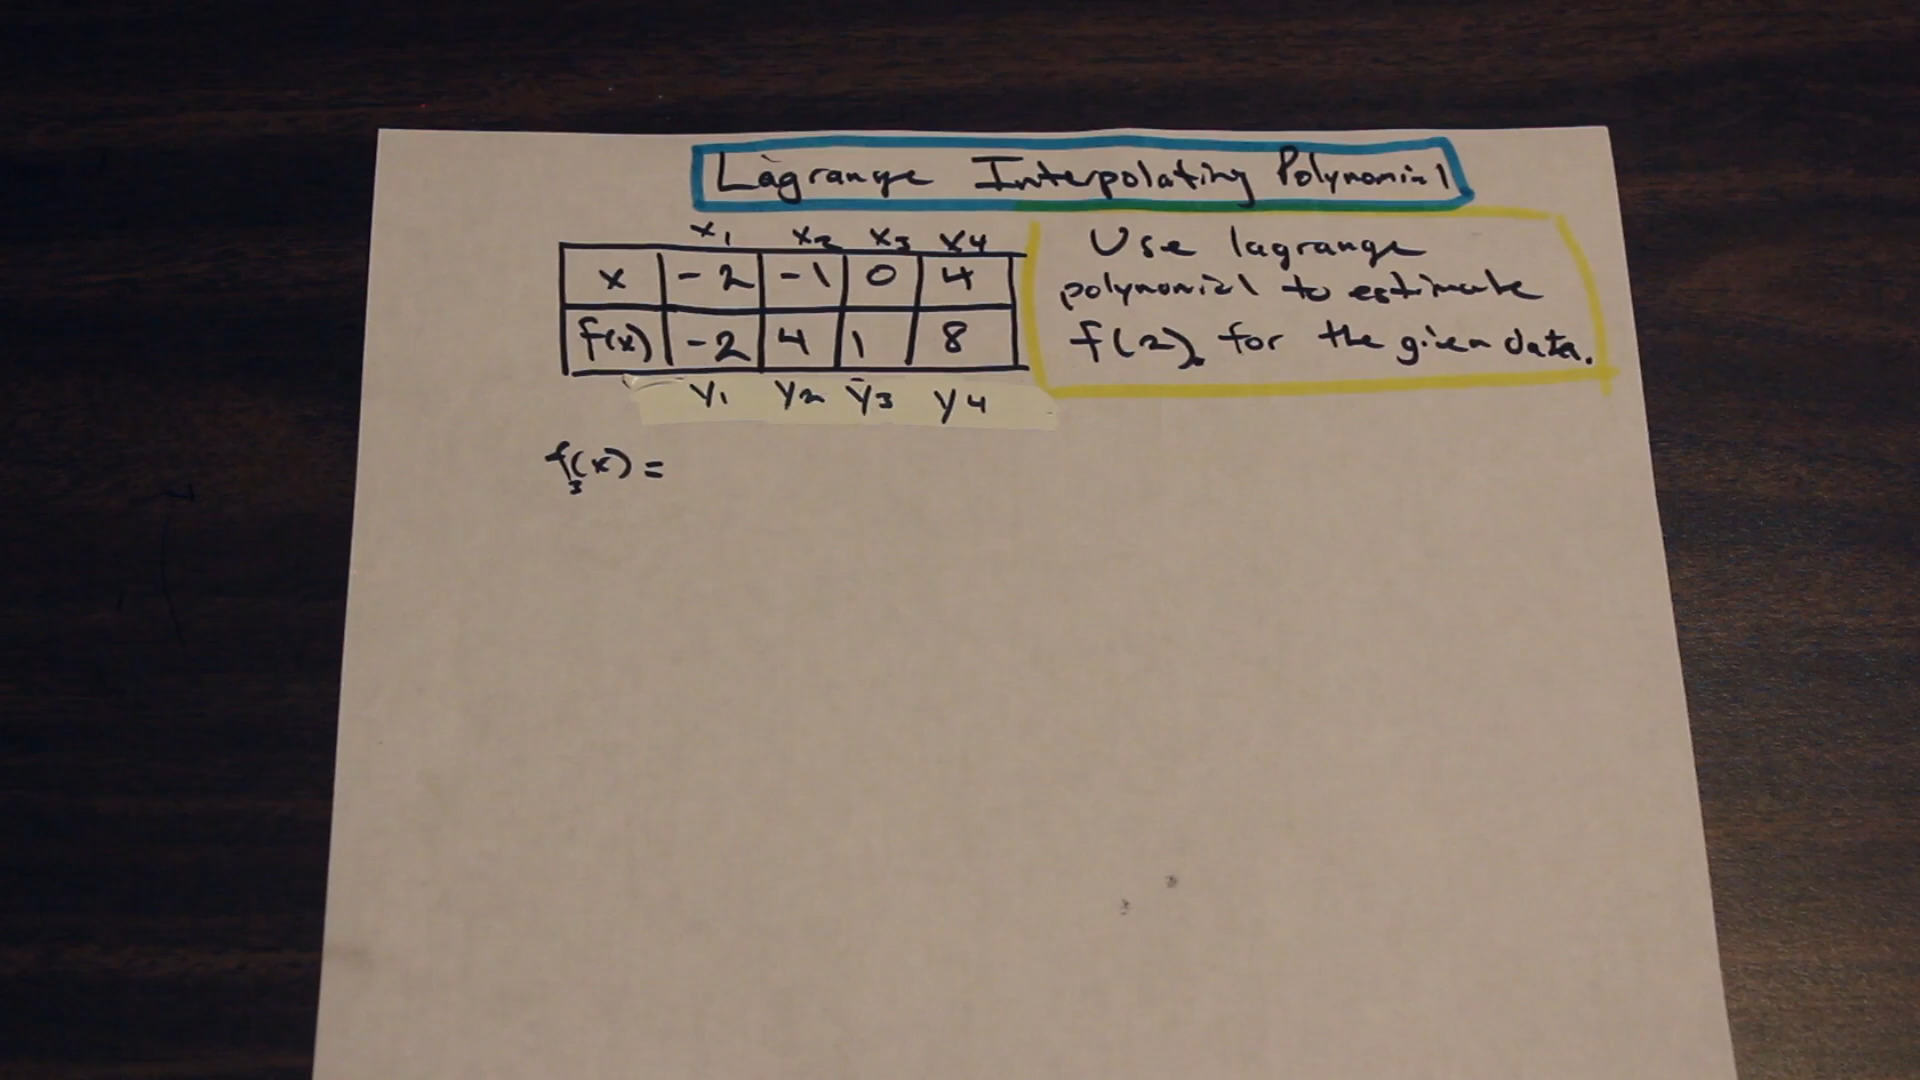 Lagrange Interpolating Polynomial
x1 x2 x3 x4
x -2 -1 0 4
f(x) -2 4 1 8
y1 y2 y3 y4
Use lagrange
polynomial to estimate
f(2) for the given data.
f3(x) =